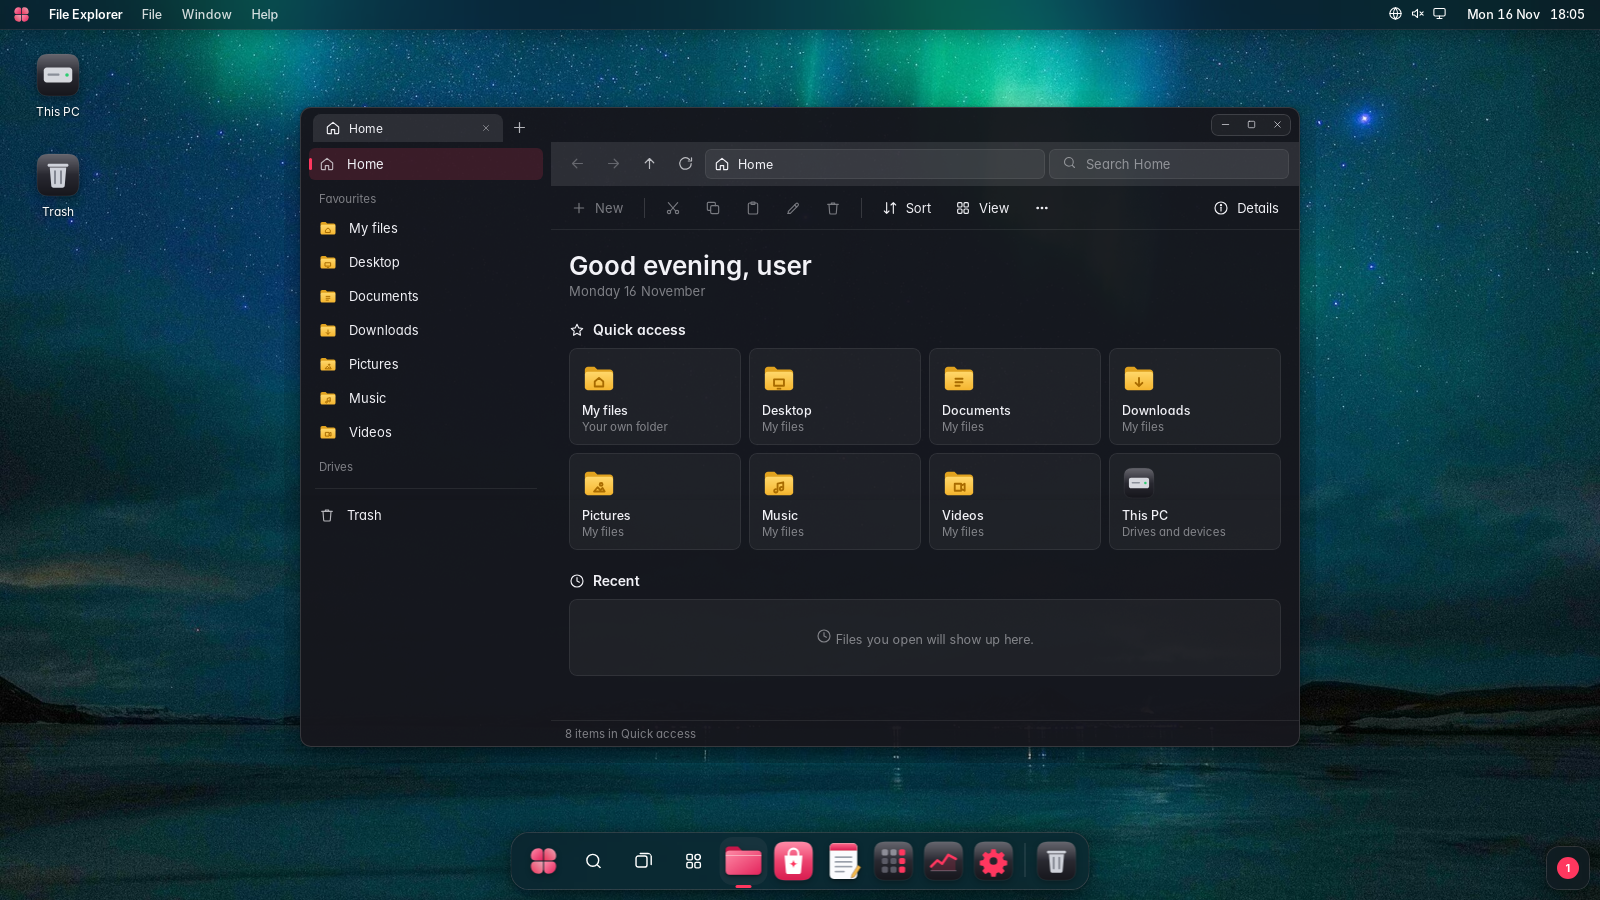 File Explorer File Window Help Mon 16 Nov 18:05
This PC
Trash
Home
Home
Favourites
My files
Desktop
Documents
Downloads
Pictures
Music
Videos
Drives
Trash
Home
Search Home
New
Sort
View
Details
Good evening, user
Monday 16 November
Quick access
My files
Your own folder
Desktop
My files
Documents
My files
Downloads
My files
Pictures
My files
Music
My files
Videos
My files
This PC
Drives and devices
Recent
Files you open will show up here.
8 items in Quick access
1